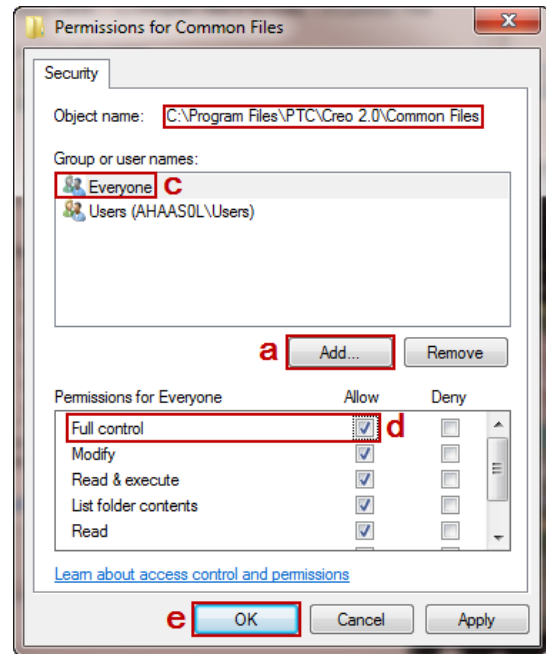 Permissions for Common Files
Security
Object name: C:\Program Files\PTC\Creo 2.0\Common Files
Group or user names:
Everyone c
Users (AHAAS0L\Users)
a Add... Remove
Permissions for Everyone Allow Deny
Full control d
Modify
Read & execute
List folder contents
Read
Learn about access control and permissions
e OK Cancel Apply